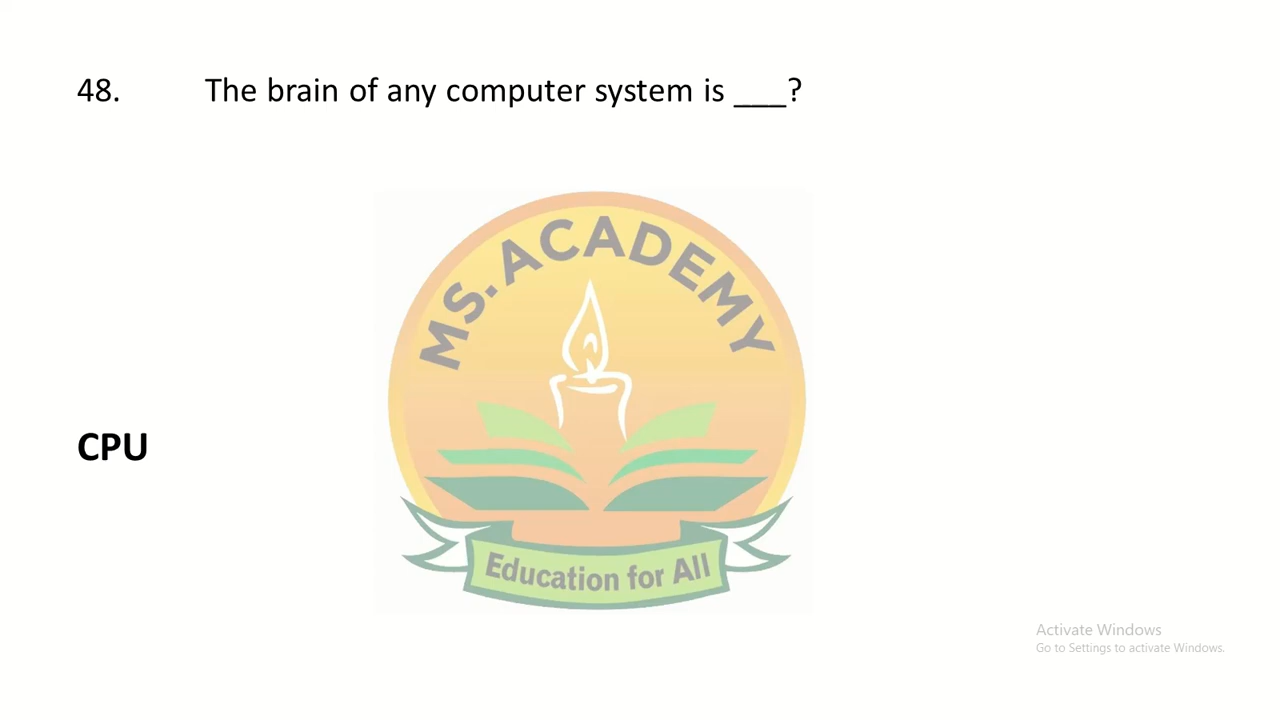 48. The brain of any computer system is ___?
MS. ACADEMY
CPU
Education for All
Activate Windows
Go to Settings to activate Windows.